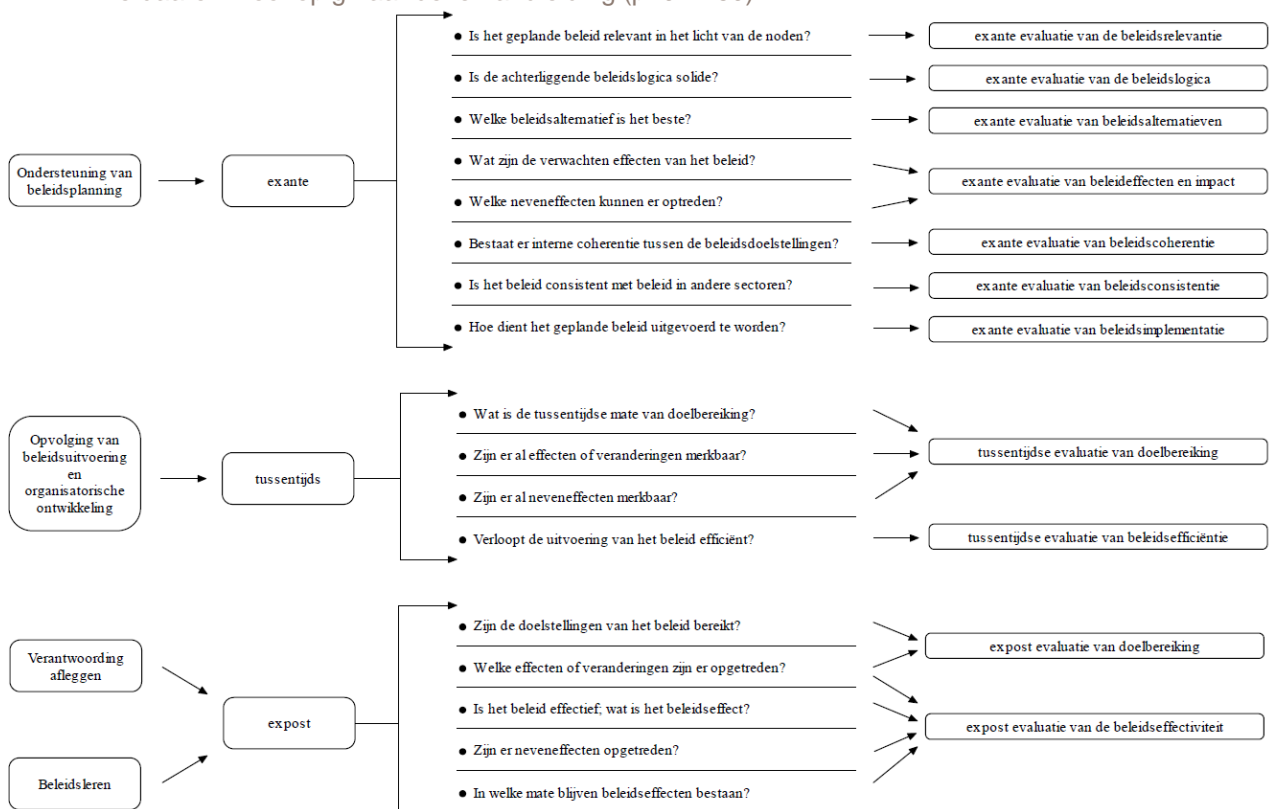 Ondersteuning van
beleidsplanning
exante
● Is het geplande beleid relevant in het licht van de noden?
exante evaluatie van de beleidsrelevantie
● Is de achterliggende beleidslogica solide?
exante evaluatie van de beleidslogica
● Welke beleidsalternatief is het beste?
exante evaluatie van beleidsalternatieven
● Wat zijn de verwachten effecten van het beleid?
● Welke neveneffecten kunnen er optreden?
exante evaluatie van beleideffecten en impact
● Bestaat er interne coherentie tussen de beleidsdoelstellingen?
exante evaluatie van beleidscoherentie
● Is het beleid consistent met beleid in andere sectoren?
exante evaluatie van beleidsconsistentie
● Hoe dient het geplande beleid uitgevoerd te worden?
exante evaluatie van beleidsimplementatie
Opvolging van
beleidsuitvoering
en
organisatorische
ontwikkeling
tussentijds
● Wat is de tussentijdse mate van doelbereiking?
● Zijn er al effecten of veranderingen merkbaar?
● Zijn er al neveneffecten merkbaar?
tussentijdse evaluatie van doelbereiking
● Verloopt de uitvoering van het beleid efficiënt?
tussentijdse evaluatie van beleidsefficiëntie
Verantwoording
afleggen
Beleidsleren
expost
● Zijn de doelstellingen van het beleid bereikt?
● Welke effecten of veranderingen zijn er opgetreden?
expost evaluatie van doelbereiking
● Is het beleid effectief; wat is het beleidseffect?
● Zijn er neveneffecten opgetreden?
● In welke mate blijven beleidseffecten bestaan?
expost evaluatie van de beleidseffectiviteit